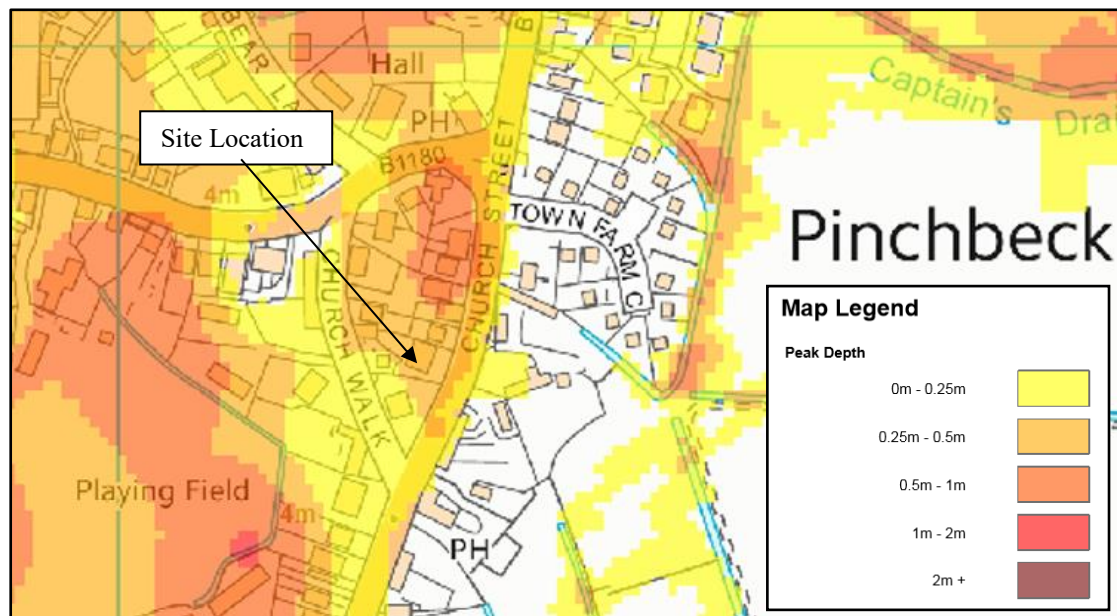 BEAR LA
Hall
PH
B
Captain's
Dra
Site Location
B1180
4m
CHURCH STREET
TOWN FARM C
Pinchbeck
CHURCH WALK
Map Legend
Peak Depth
0m - 0.25m
0.25m - 0.5m
0.5m - 1m
1m - 2m
2m +
Playing Field
4m
PH